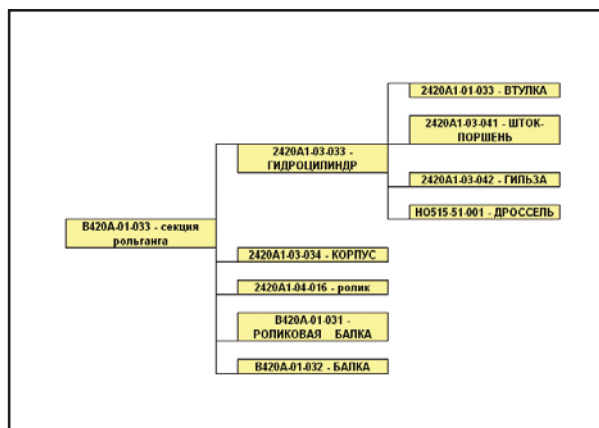 2420А1-01-033 - ВТУЛКА
2420А1-03-041 - ШТОК-
ПОРШЕНЬ
2420А1-03-033 -
ГИДРОЦИЛИНДР
2420А1-03-042 - ГИЛЬЗА
НО515-51-001 - ДРОССЕЛЬ
В420А-01-033 - секция
рольганга
2420А1-03-034 - КОРПУС
2420А1-04-016 - ролик
В420А-01-031 -
РОЛИКОВАЯ БАЛКА
В420А-01-032 - БАЛКА